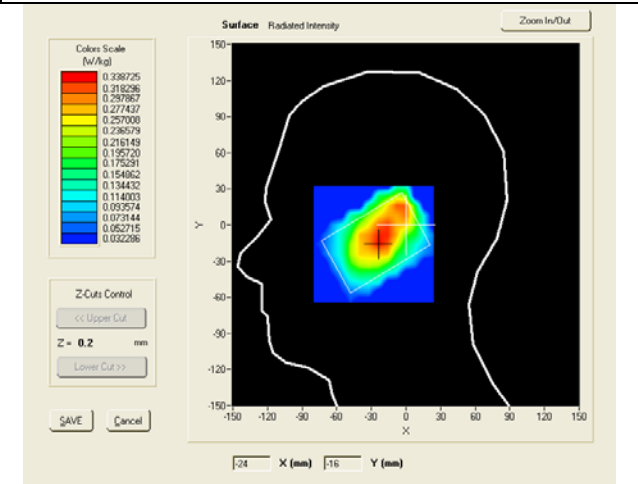 Surface Radiated Intensity
Zoom In/Out
Colors Scale
(W/kg)
0.338725
0.318296
0.297867
0.277437
0.257008
0.236579
0.216149
0.195720
0.175291
0.154862
0.134432
0.114003
0.093574
0.073144
0.052715
0.032286
Z-Cuts Control
<< Upper Cut
Z = 0.2 mm
Lower Cut >>
SAVE Cancel
150-
120-
90-
60-
30-
Y 0-
-30-
-60-
-90-
-120-
-150-
-150 -120 -90 -60 -30 0 30 60 90 120 150
X
-24 X (mm) -16 Y (mm)